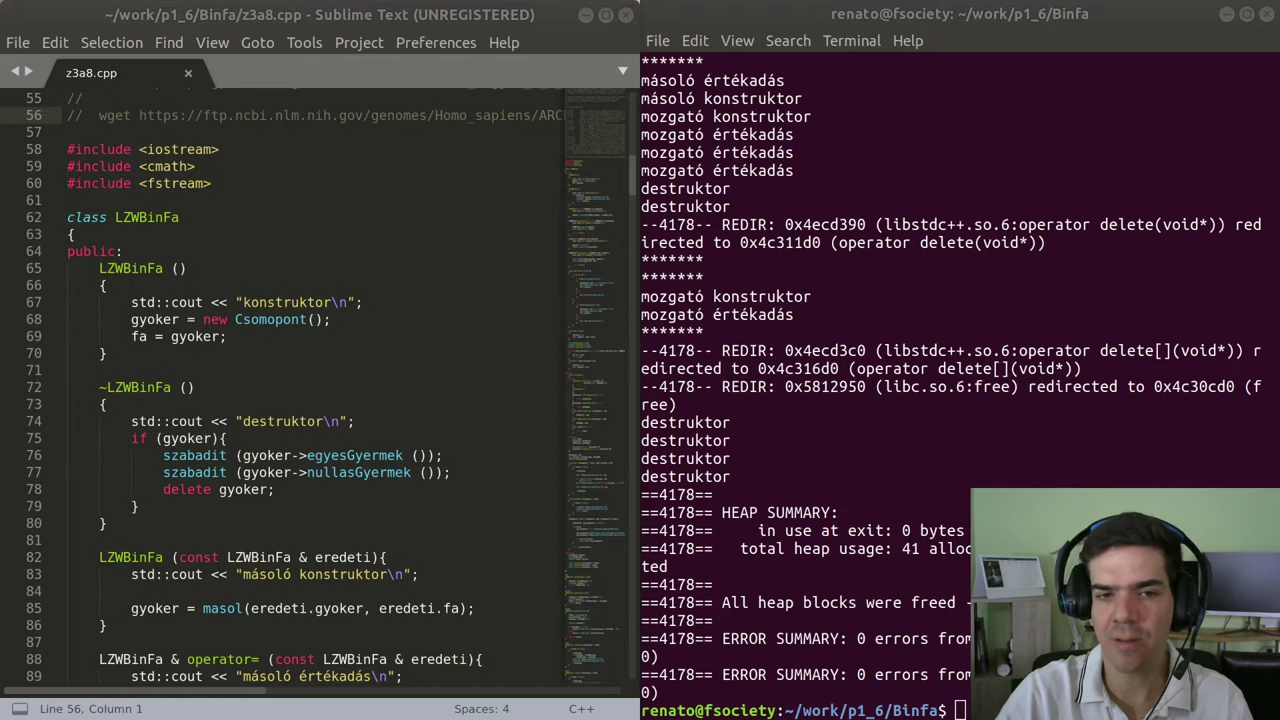 ~/work/p1_6/Binfa/z3a8.cpp - Sublime Text (UNREGISTERED)
File Edit Selection Find View Goto Tools Project Preferences Help
z3a8.cpp
55 //
56 //  wget https://ftp.ncbi.nlm.nih.gov/genomes/Homo_sapiens/ARC
57
58 #include <iostream>
59 #include <cmath>
60 #include <fstream>
61
62 class LZWBinFa
63 {
64 public:
65     LZWBinFa ()
66     {
67         std::cout << "konstruktor\n";
68         gyoker = new Csomopont();
69         fa = gyoker;
70     }
71
72     ~LZWBinFa ()
73     {
74         std::cout << "destruktor\n";
75         if (gyoker){
76             szabadit (gyoker->egyesGyermek ());
77             szabadit (gyoker->nullasGyermek ());
78             delete gyoker;
79         }
80     }
81
82     LZWBinFa (const LZWBinFa & eredeti){
83         std::cout << "másoló konstruktor\n";
84
85         gyoker = masol(eredeti.gyoker, eredeti.fa);
86     }
87
88     LZWBinFa & operator= (const LZWBinFa & eredeti){
        std::cout << "másoló értékadás\n";
Line 56, Column 1
Spaces: 4
C++
renato@fsociety: ~/work/p1_6/Binfa
File Edit View Search Terminal Help
*******
másoló értékadás
másoló konstruktor
mozgató konstruktor
mozgató értékadás
mozgató értékadás
mozgató értékadás
destruktor
destruktor
--4178-- REDIR: 0x4ecd390 (libstdc++.so.6:operator delete(void*)) red
irected to 0x4c311d0 (operator delete(void*))
*******
*******
mozgató konstruktor
mozgató értékadás
*******
--4178-- REDIR: 0x4ecd3c0 (libstdc++.so.6:operator delete[](void*)) r
edirected to 0x4c316d0 (operator delete[](void*))
--4178-- REDIR: 0x5812950 (libc.so.6:free) redirected to 0x4c30cd0 (f
ree)
destruktor
destruktor
destruktor
destruktor
==4178==
==4178== HEAP SUMMARY:
==4178==     in use at exit: 0 bytes
==4178==   total heap usage: 41 alloc
ted
==4178==
==4178== All heap blocks were freed -
==4178==
==4178== ERROR SUMMARY: 0 errors from
0)
==4178== ERROR SUMMARY: 0 errors from
0)
renato@fsociety:~/work/p1_6/Binfa$